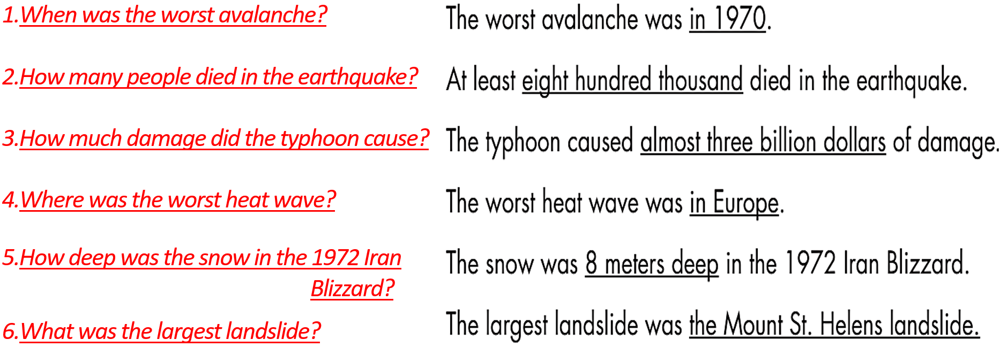 1.When was the worst avalanche? The worst avalanche was in 1970.
2.How many people died in the earthquake? At least eight hundred thousand died in the earthquake.
3.How much damage did the typhoon cause? The typhoon caused almost three billion dollars of damage.
4.Where was the worst heat wave? The worst heat wave was in Europe.
5.How deep was the snow in the 1972 Iran The snow was 8 meters deep in the 1972 Iran Blizzard.
Blizzard?
6.What was the largest landslide? The largest landslide was the Mount St. Helens landslide.